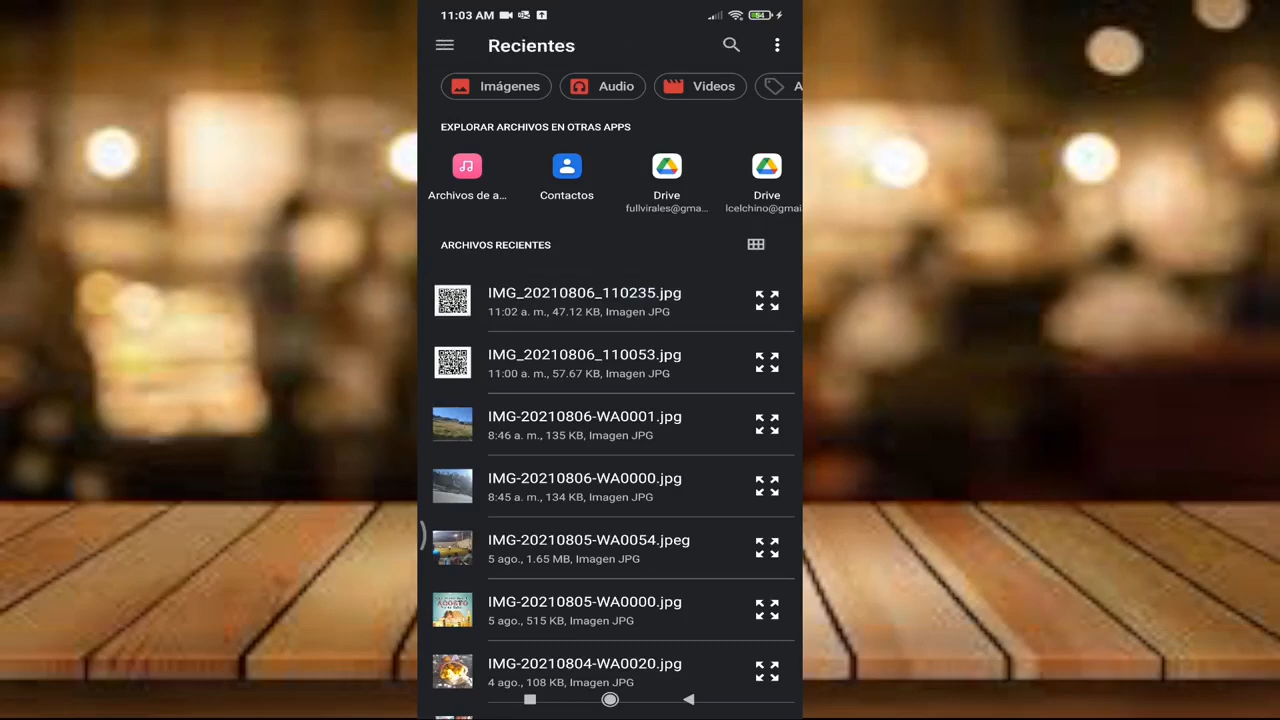 11:03 AM
54
Recientes
Imágenes
Audio
Videos
A
EXPLORAR ARCHIVOS EN OTRAS APPS
Archivos de a...
Contactos
Drive
fullvirales@gma...
Drive
lcelchino@gmai
ARCHIVOS RECIENTES
IMG_20210806_110235.jpg
11:02 a. m., 47.12 KB, Imagen JPG
IMG_20210806_110053.jpg
11:00 a. m., 57.67 KB, Imagen JPG
IMG-20210806-WA0001.jpg
8:46 a. m., 135 KB, Imagen JPG
IMG-20210806-WA0000.jpg
8:45 a. m., 134 KB, Imagen JPG
IMG-20210805-WA0054.jpeg
5 ago., 1.65 MB, Imagen JPG
IMG-20210805-WA0000.jpg
5 ago., 515 KB, Imagen JPG
AGOSTO
IMG-20210804-WA0020.jpg
4 ago., 108 KB, Imagen JPG